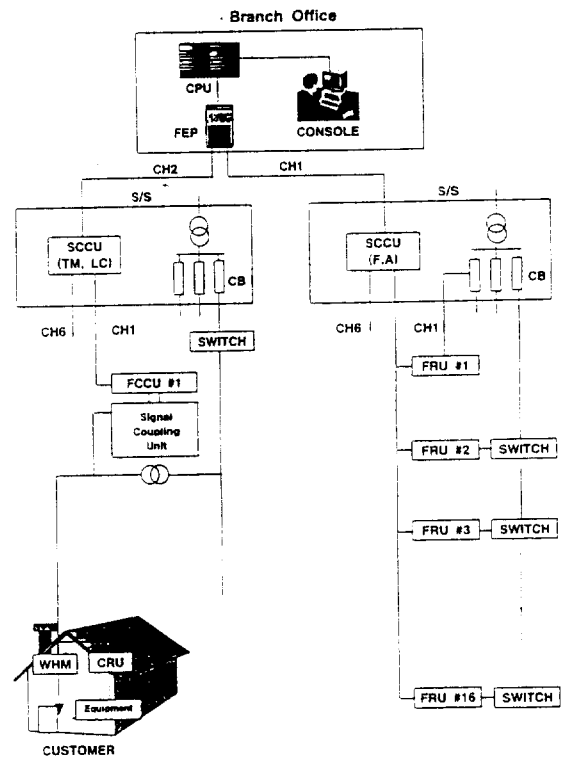 Branch Office
CPU
FEP
CONSOLE
CH2
CH1
S/S
S/S
SCCU
(TM, LC)
CB
SCCU
(F.A)
CB
CH6
CH1
SWITCH
CH6
CH1
FCCU #1
FRU #1
Signal
Coupling
Unit
FRU #2
SWITCH
FRU #3
SWITCH
WHM
CRU
Equipment
FRU #16
SWITCH
CUSTOMER